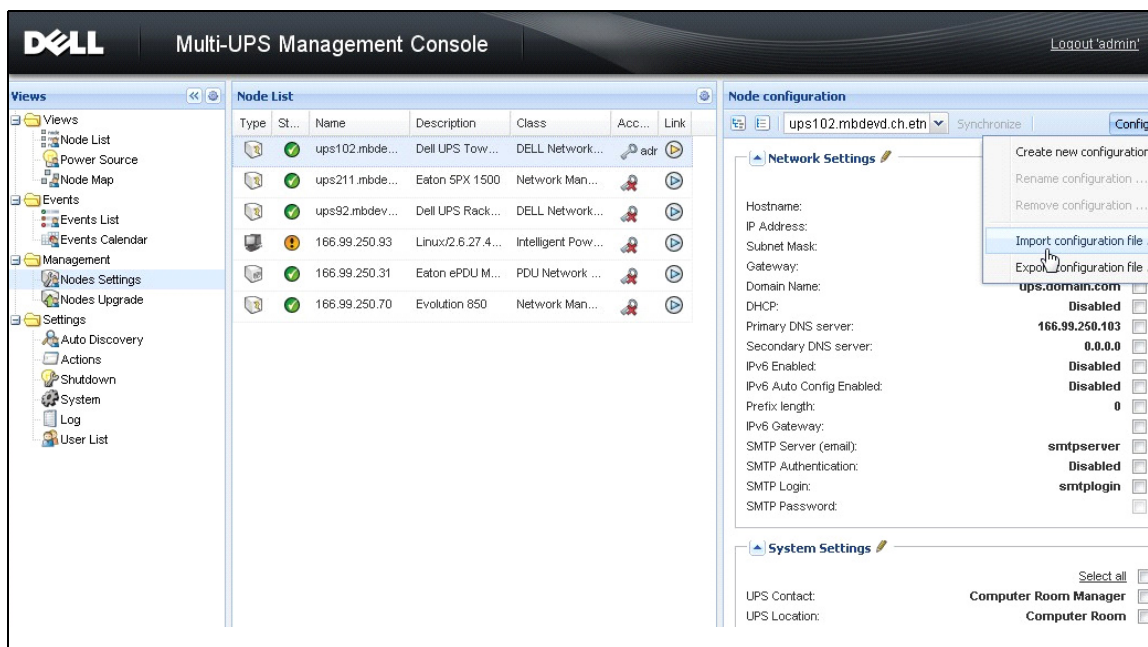 DELL
Multi-UPS Management Console
Logout 'admin'
Views
Views
Node List
Power Source
Node Map
Events
Events List
Events Calendar
Management
Nodes Settings
Nodes Upgrade
Settings
Auto Discovery
Actions
Shutdown
System
Log
User List
Node List
Type St... Name Description Class Acc... Link
ups102.mbde... Dell UPS Tow... DELL Network... adr
ups211.mbde... Eaton 5PX 1500 Network Man...
ups92.mbdev... Dell UPS Rack... DELL Network...
166.99.250.93 Linux/2.6.27.4... Intelligent Pow...
166.99.250.31 Eaton ePDU M... PDU Network ...
166.99.250.70 Evolution 850 Network Man...
Node configuration
ups102.mbdevd.ch.etn Synchronize Config
Create new configuration
Rename configuration ...
Remove configuration ...
Import configuration file ..
Export configuration file ..
Network Settings
Hostname:
IP Address:
Subnet Mask:
Gateway:
Domain Name: ups.domain.com
DHCP: Disabled
Primary DNS server: 166.99.250.103
Secondary DNS server: 0.0.0.0
IPv6 Enabled: Disabled
IPv6 Auto Config Enabled: Disabled
Prefix length: 0
IPv6 Gateway:
SMTP Server (email): smtpserver
SMTP Authentication: Disabled
SMTP Login: smtplogin
SMTP Password:
System Settings
Select all
UPS Contact: Computer Room Manager
UPS Location: Computer Room